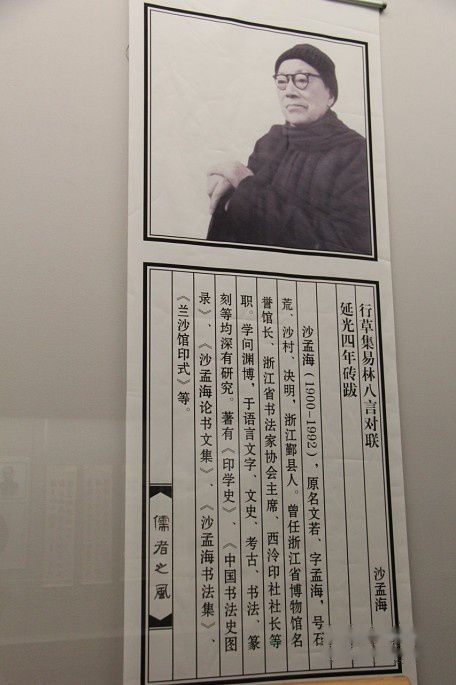 行草集易林八言对联
延光四年砖跋
沙孟海
沙孟海(1900-1992),原名文若、字孟海,号石
荒、沙村、决明,浙江鄞县人。曾任浙江省博物馆名
誉馆长、浙江省书法家协会主席、西泠印社社长等
职。学问渊博,于语言文字、文史、考古、书法、篆
刻等均深有研究。著有《印学史》、《中国书法史图
录》、《沙孟海论书文集》、《沙孟海书法集》、
《兰沙馆印式》等。
儒者之风